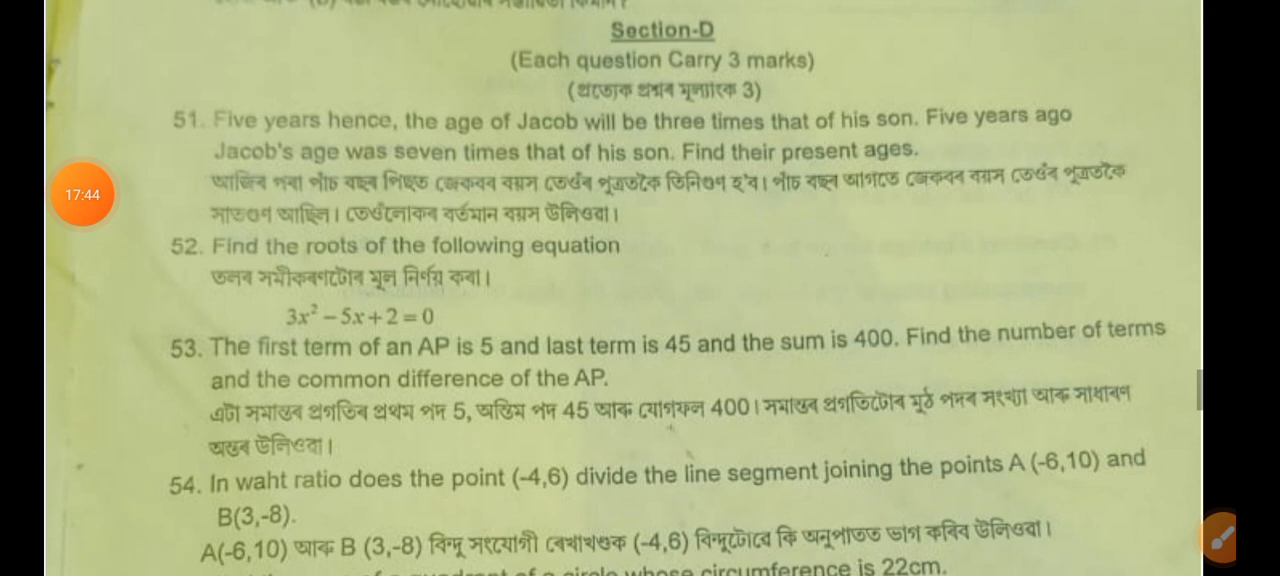 Section-D
(Each question Carry 3 marks)
(প্ৰত্যেক প্ৰশ্নৰ মূল্যাংক 3)
51. Five years hence, the age of Jacob will be three times that of his son. Five years ago
Jacob's age was seven times that of his son. Find their present ages.
আজিৰ পৰা পাঁচ বছৰ পিছত জেকবৰ বয়স তেওঁৰ পুত্ৰতকৈ তিনিগুণ হ'ব। পাঁচ বছৰ আগতে জেকবৰ বয়স তেওঁৰ পুত্ৰতকৈ
17:44
সাতগুণ আছিল। তেওঁলোকৰ বৰ্তমান বয়স উলিওৱা।
52. Find the roots of the following equation
তলৰ সমীকৰণটোৰ মূল নিৰ্ণয় কৰা।
3x² – 5x + 2 = 0
53. The first term of an AP is 5 and last term is 45 and the sum is 400. Find the number of terms
and the common difference of the AP.
এটা সমান্তৰ প্ৰগতিৰ প্ৰথম পদ 5, অন্তিম পদ 45 আৰু যোগফল 400। সমান্তৰ প্ৰগতিটোৰ মুঠ পদৰ সংখ্যা আৰু সাধাৰণ
অন্তৰ উলিওৱা।
54. In waht ratio does the point (-4,6) divide the line segment joining the points A (-6,10) and
B(3,-8).
A(-6,10) আৰু B (3,-8) বিন্দু সংযোগী ৰেখাখণ্ডক (-4,6) বিন্দুটোৱে কি অনুপাতত ভাগ কৰিব উলিওৱা।
of a quadrant of a circle whose circumference is 22cm.